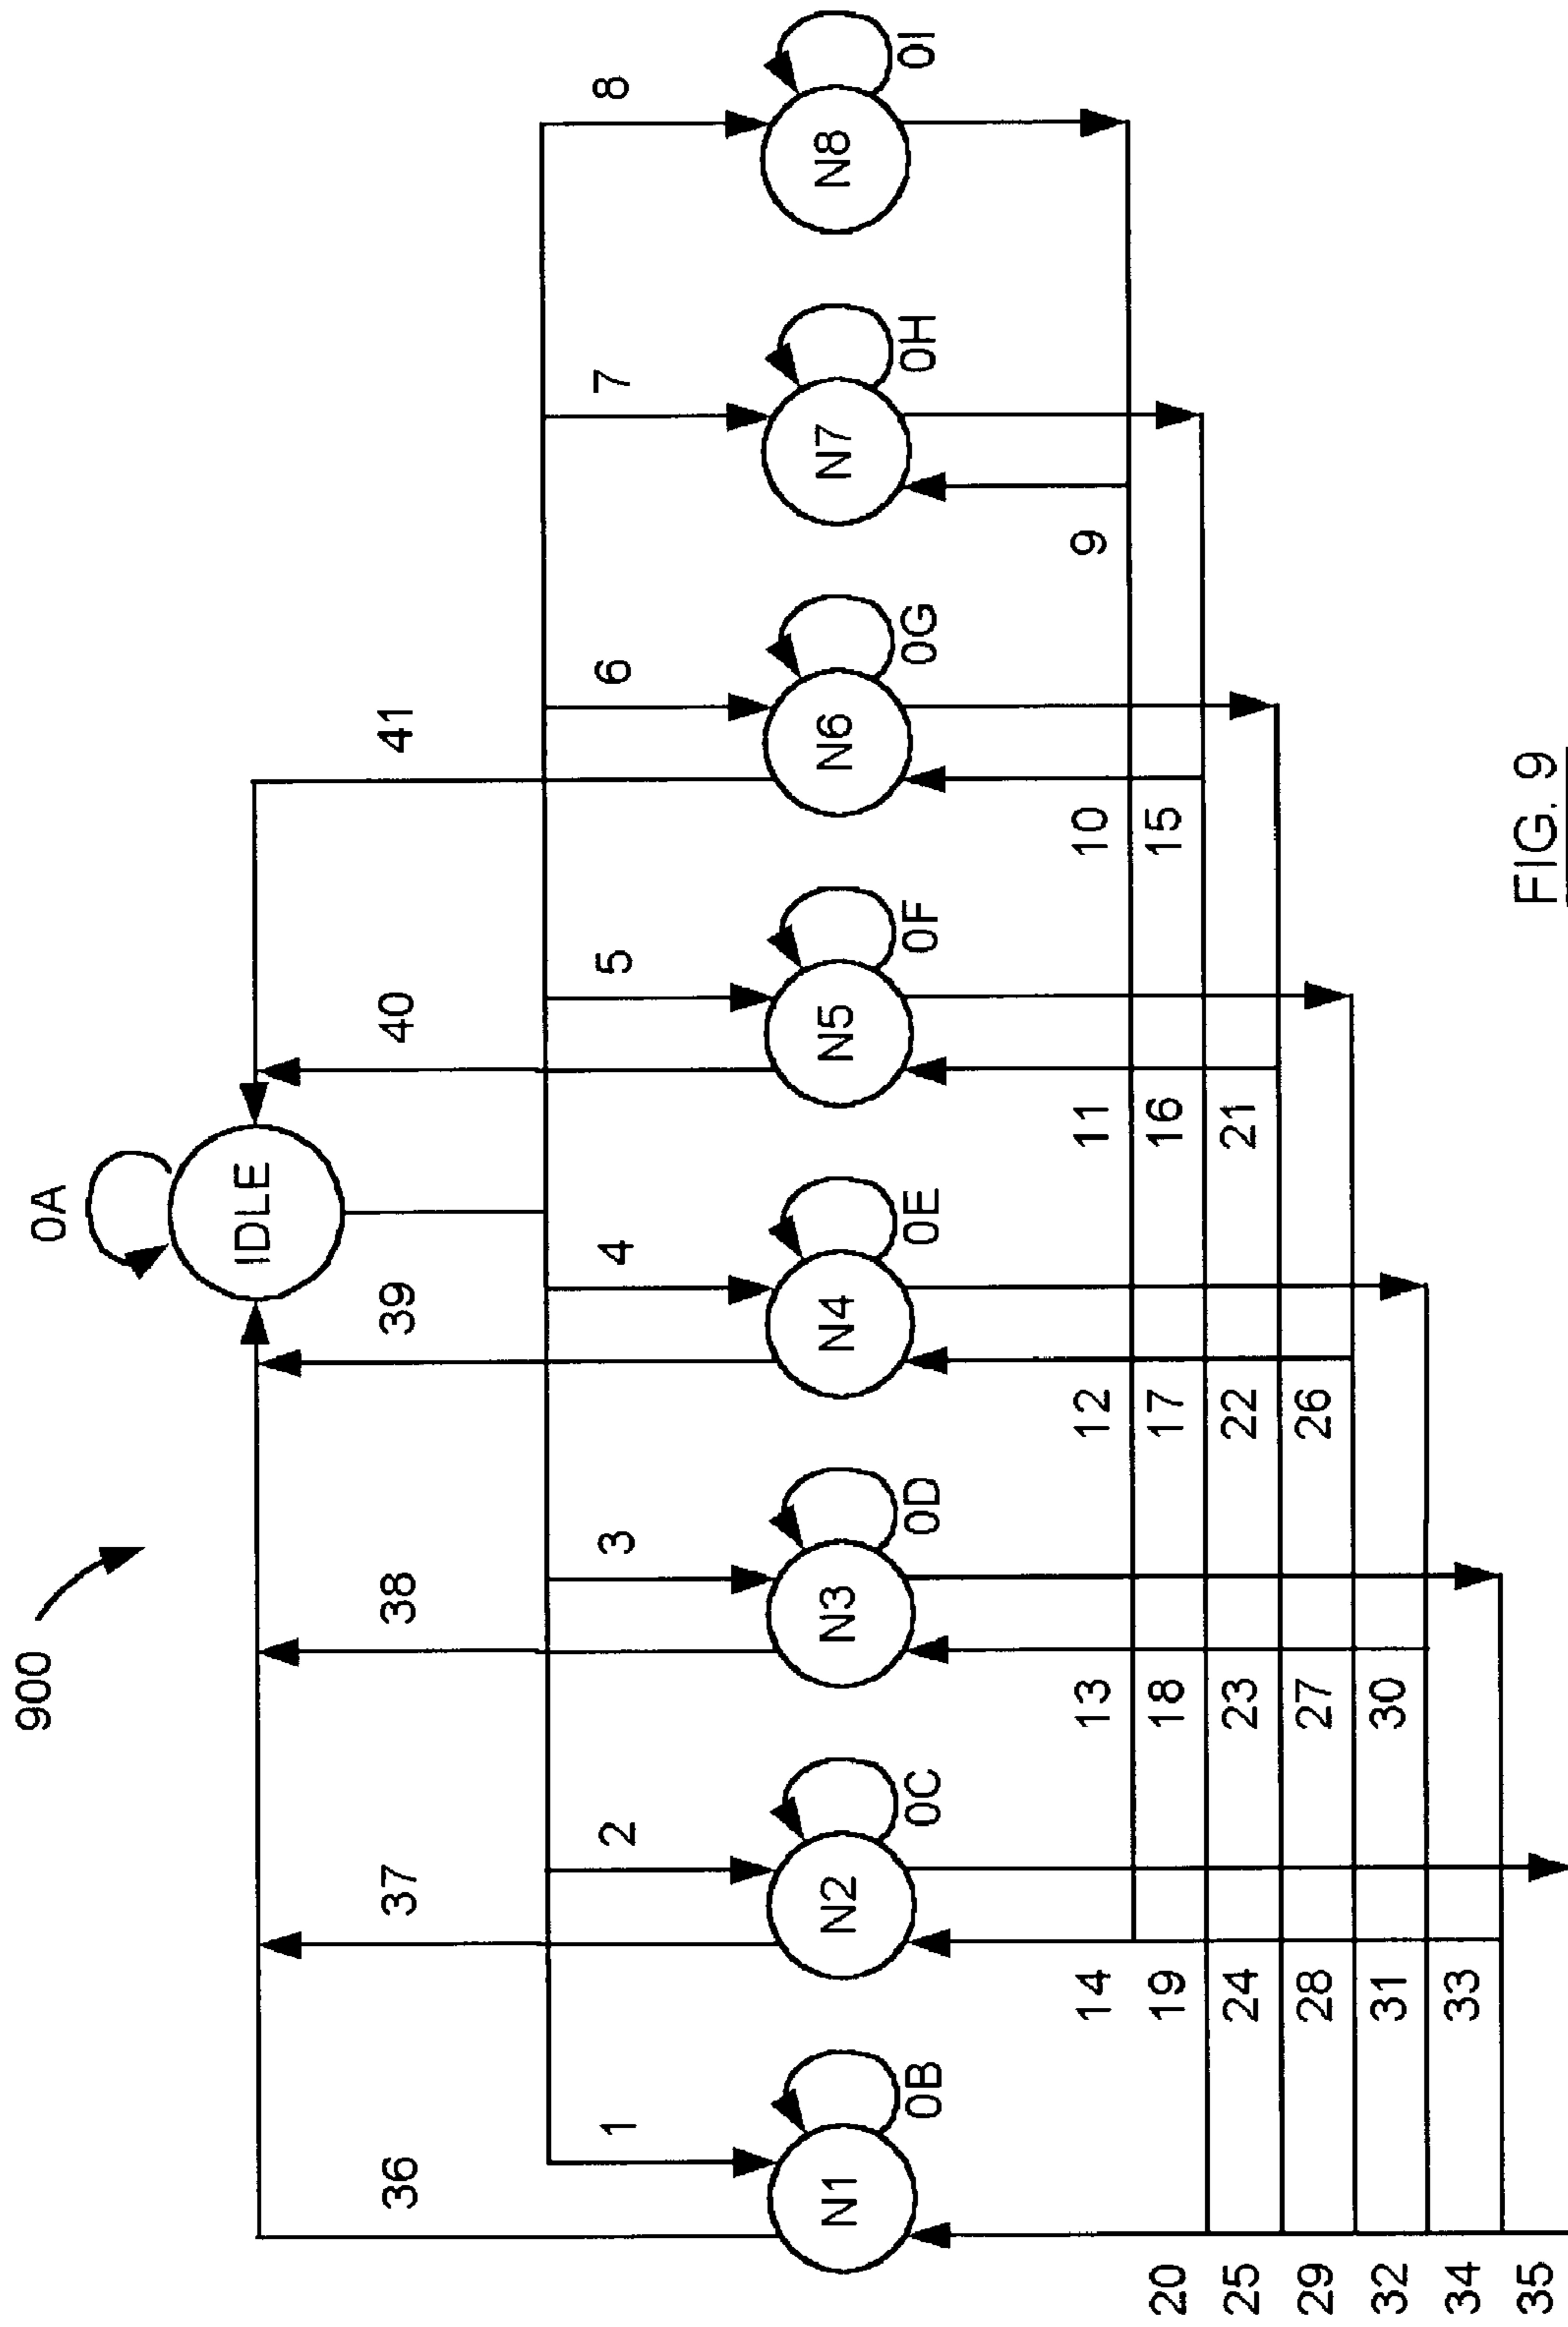 900 0A
IDLE
36 37 38 39 40 41
1 2 3 4 5 6 7 8
N1 N2 N3 N4 N5 N6 N7 N8
0B 0C 0D 0E 0F 0G 0H 0I
14 13 12 11 10 9
20 19 18 17 16 15
25 24 23 22 21
29 28 27 26
32 31 30
34 33
35
FIG. 9